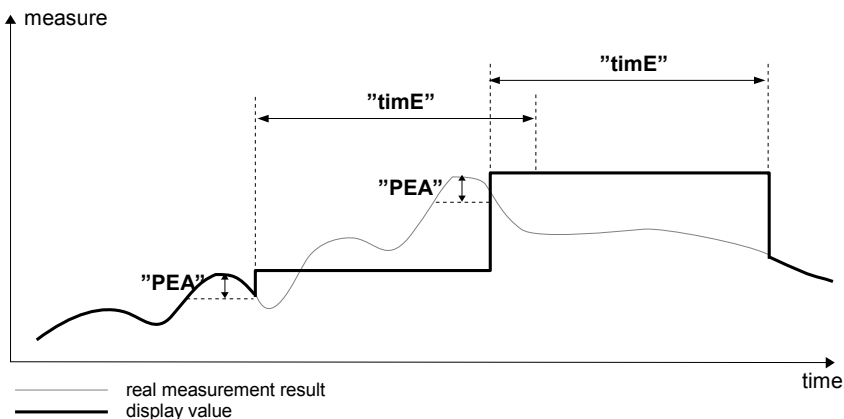 measure
”timE”
”timE”
”PEA”
”PEA”
time
real measurement result
display value